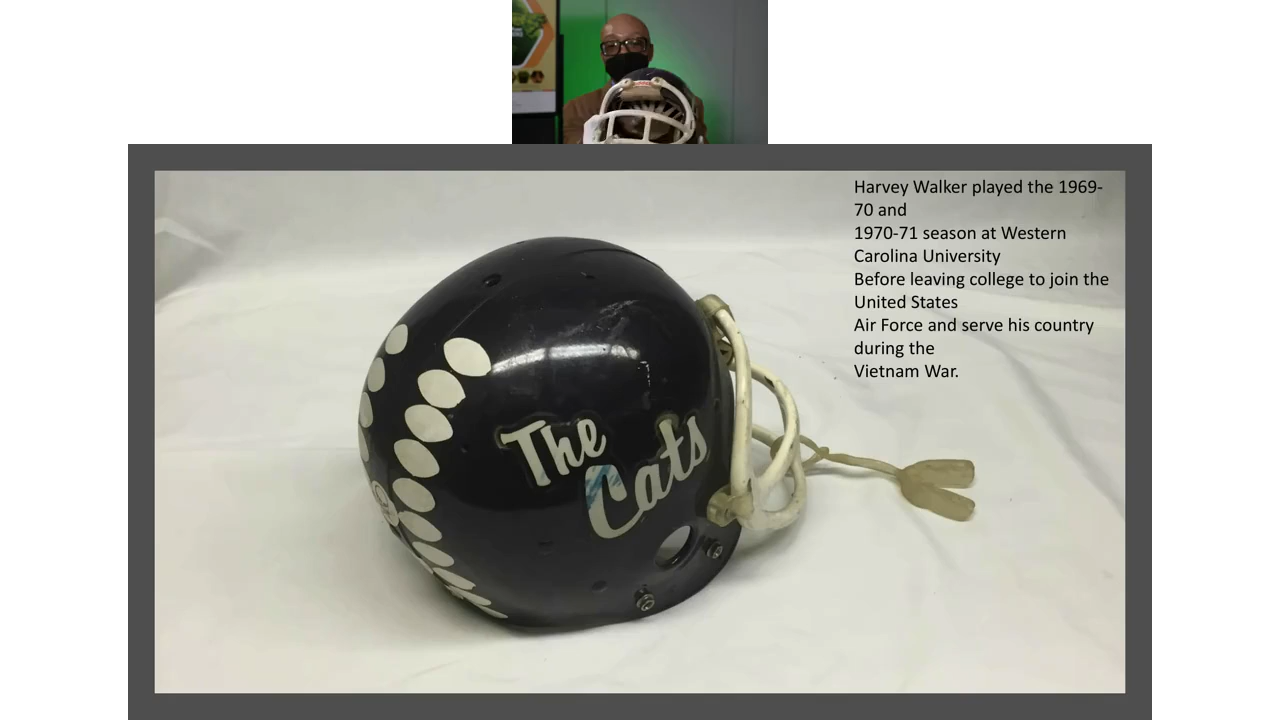 Harvey Walker played the 1969-
70 and
1970-71 season at Western
Carolina University
Before leaving college to join the
United States
Air Force and serve his country
during the
Vietnam War.
The
Cats